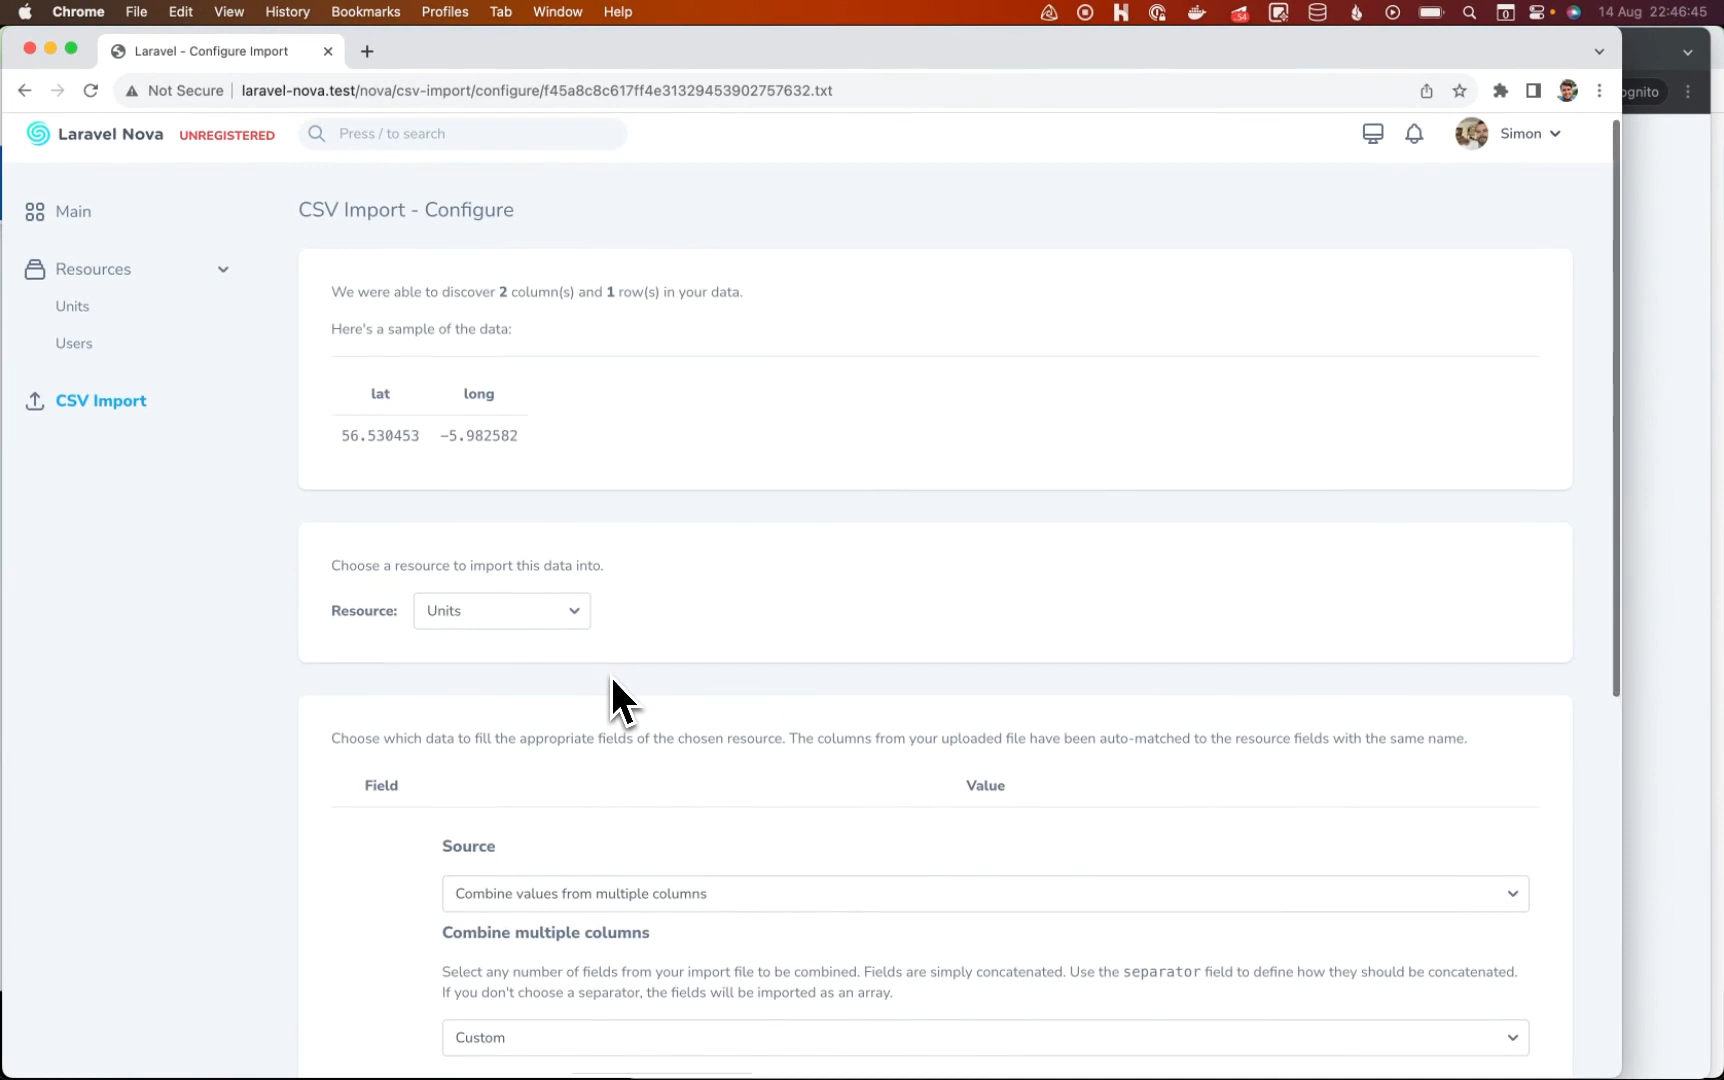 Chrome File Edit View History Bookmarks Profiles Tab Window Help 54 0 14 Aug 22:46:45
Laravel - Configure Import
Not Secure laravel-nova.test/nova/csv-import/configure/f45a8c8c617ff4e31329453902757632.txt ognito
Laravel Nova UNREGISTERED Press / to search Simon
Main
CSV Import - Configure
Resources
Units
Users
CSV Import
We were able to discover 2 column(s) and 1 row(s) in your data.
Here's a sample of the data:
lat long
56.530453 -5.982582
Choose a resource to import this data into.
Resource: Units
Choose which data to fill the appropriate fields of the chosen resource. The columns from your uploaded file have been auto-matched to the resource fields with the same name.
Field Value
Source
Combine values from multiple columns
Combine multiple columns
Select any number of fields from your import file to be combined. Fields are simply concatenated. Use the separator field to define how they should be concatenated.
If you don't choose a separator, the fields will be imported as an array.
Custom